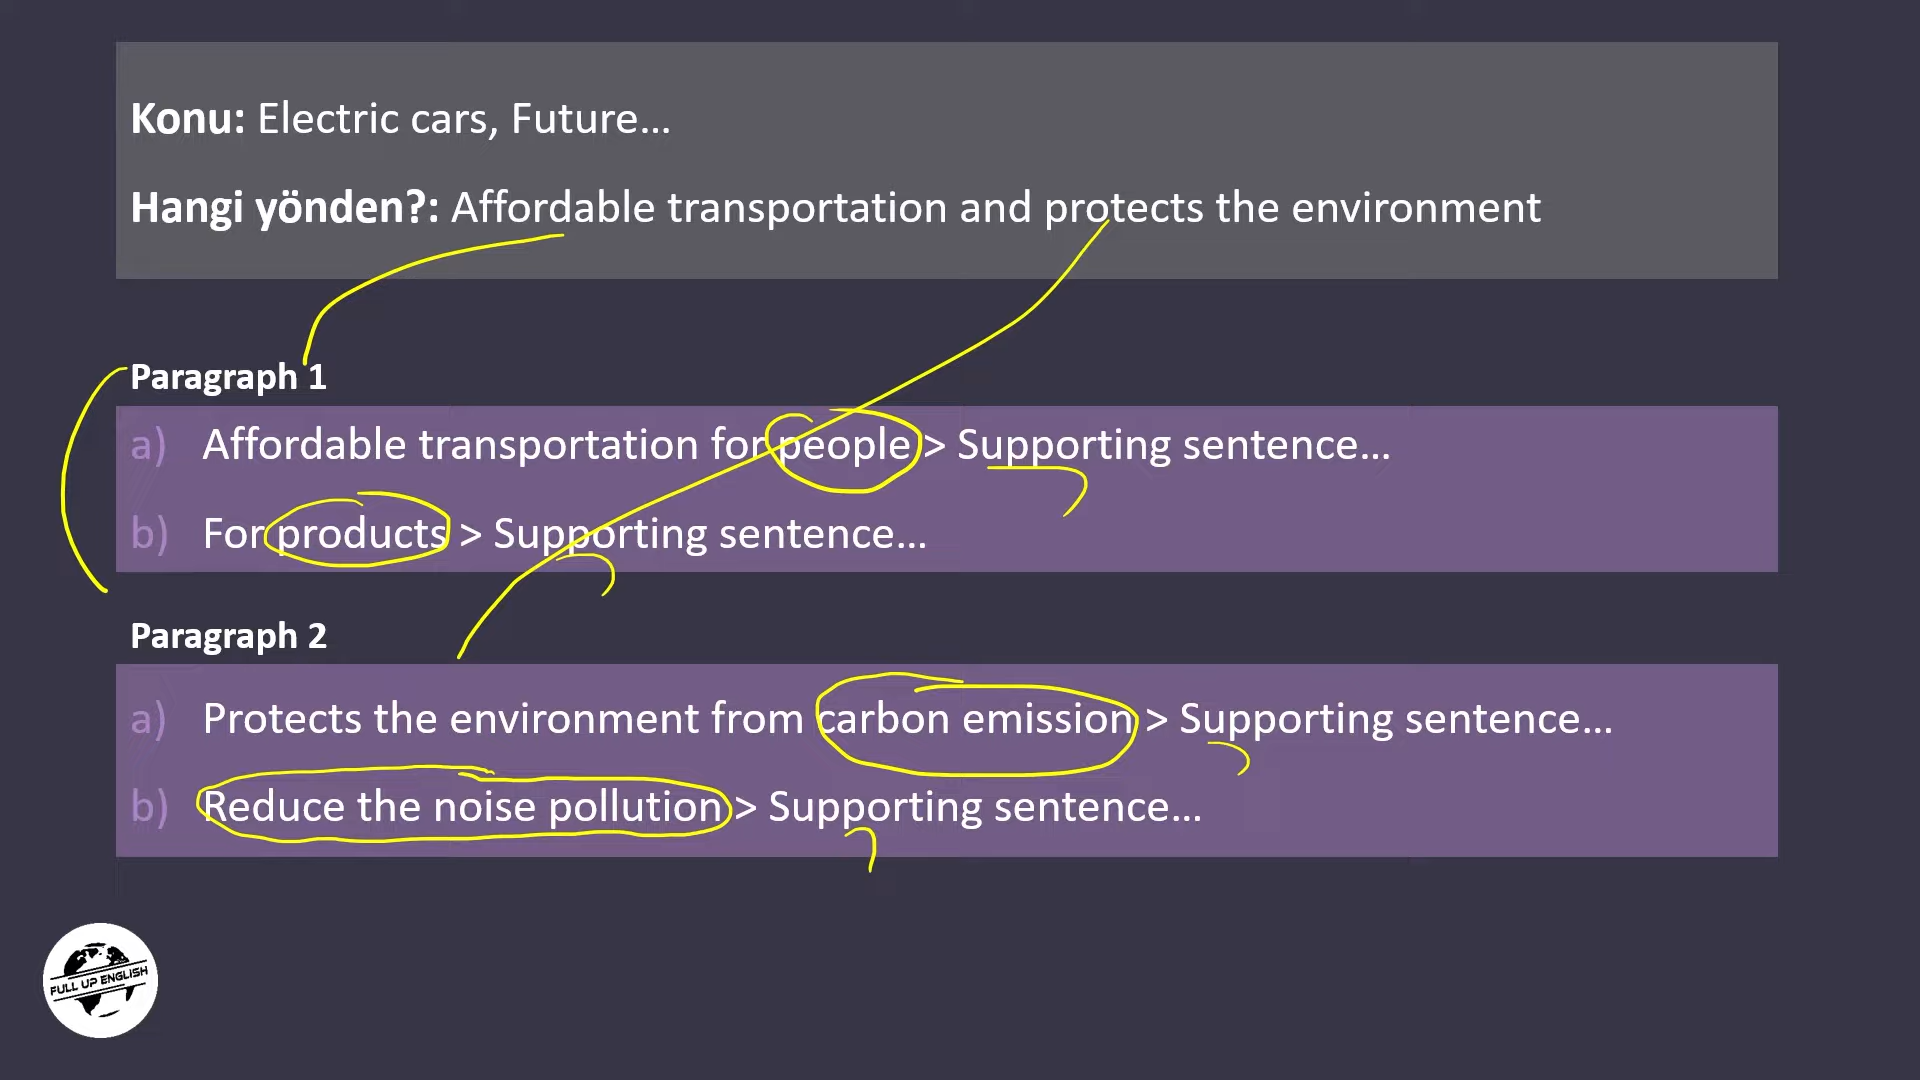 Konu: Electric cars, Future...
Hangi yönden?: Affordable transportation and protects the environment
Paragraph 1
a) Affordable transportation for people > Supporting sentence...
b) For products > Supporting sentence...
Paragraph 2
a) Protects the environment from carbon emission > Supporting sentence...
b) Reduce the noise pollution > Supporting sentence...
FULL UP ENGLISH